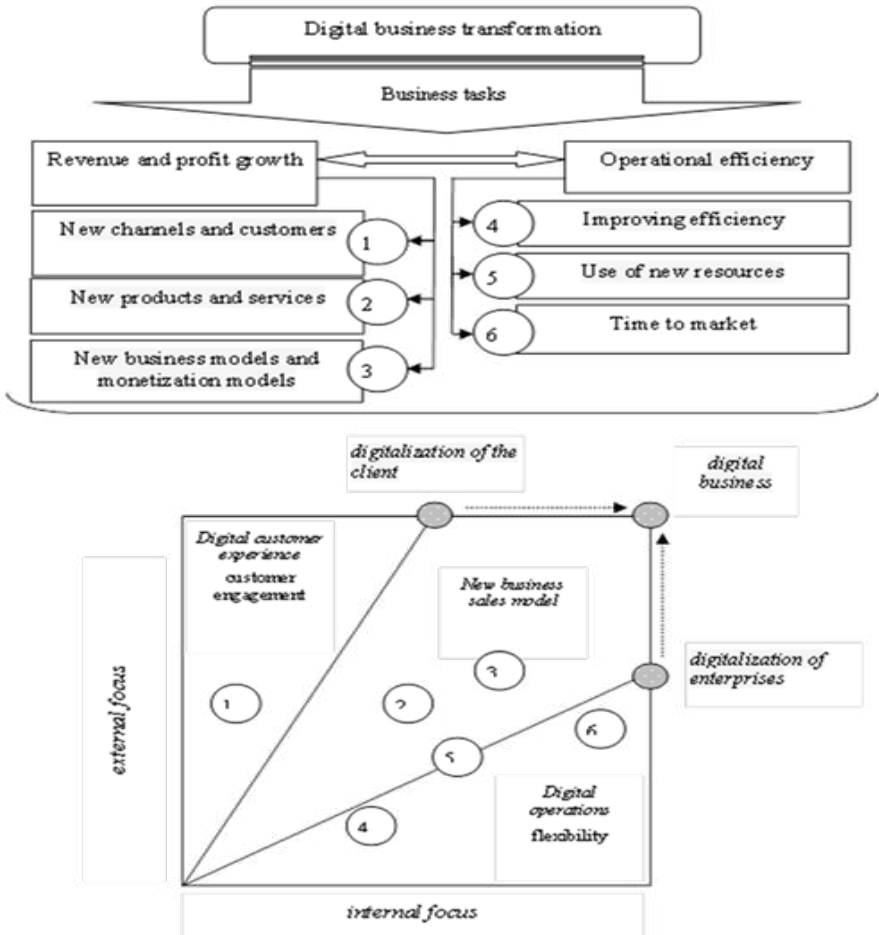 Digital business transformation
Business tasks
Revenue and profit growth
Operational efficiency
New channels and customers
1
New products and services
2
New business models and
monetization models
3
4
Improving efficiency
5
Use of new resources
6
Time to market
digitalization of the
client
digital
business
Digital customer
experience
customer
engagement
New business
sales model
external focus
1
2
3
digitalization of
enterprises
4
5
6
Digital
operations
flexibility
internal focus